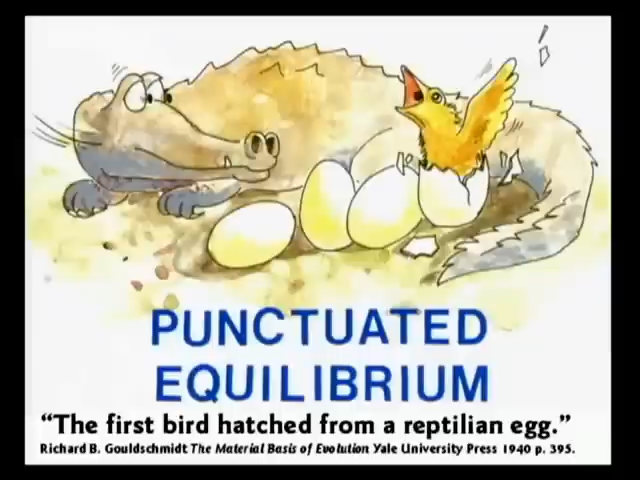 PUNCTUATED
EQUILIBRIUM
"The first bird hatched from a reptilian egg."
Richard B. Gouldschmidt The Material Basis of Evolution Yale University Press 1940 p. 395.